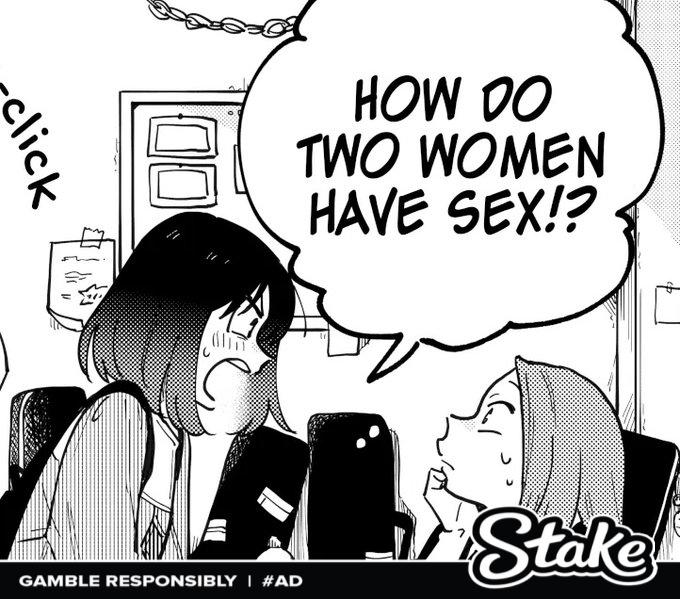 -click
HOW DO
TWO WOMEN
HAVE SEX!?
Stake
GAMBLE RESPONSIBLY | #AD